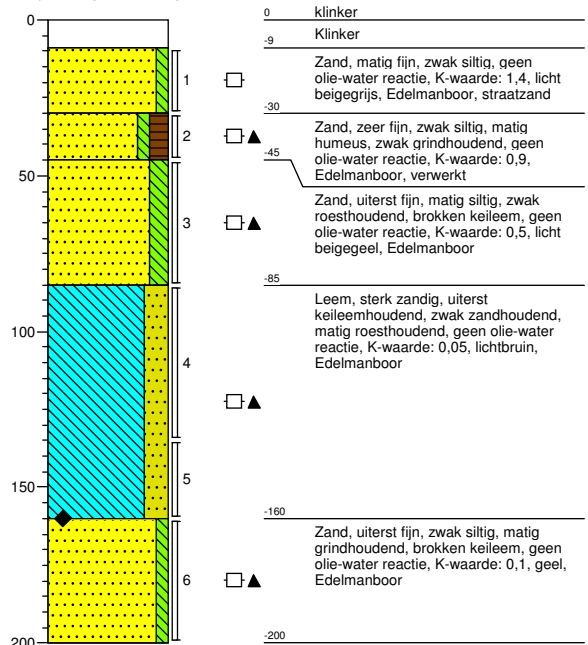 0
0
klinker
-9
Klinker
Zand, matig fijn, zwak siltig, geen
olie-water reactie, K-waarde: 1,4, licht
beigegrijs, Edelmanboor, straatzand
1
-30
Zand, zeer fijn, zwak siltig, matig
humeus, zwak grindhoudend, geen
olie-water reactie, K-waarde: 0,9,
Edelmanboor, verwerkt
2
-45
50
Zand, uiterst fijn, matig siltig, zwak
roesthoudend, brokken keileem, geen
olie-water reactie, K-waarde: 0,5, licht
beigegeel, Edelmanboor
3
-85
Leem, sterk zandig, uiterst
keileemhoudend, zwak zandhoudend,
matig roesthoudend, geen olie-water
reactie, K-waarde: 0,05, lichtbruin,
Edelmanboor
100
4
5
150
-160
Zand, uiterst fijn, zwak siltig, matig
grindhoudend, brokken keileem, geen
olie-water reactie, K-waarde: 0,1, geel,
Edelmanboor
6
-200
200